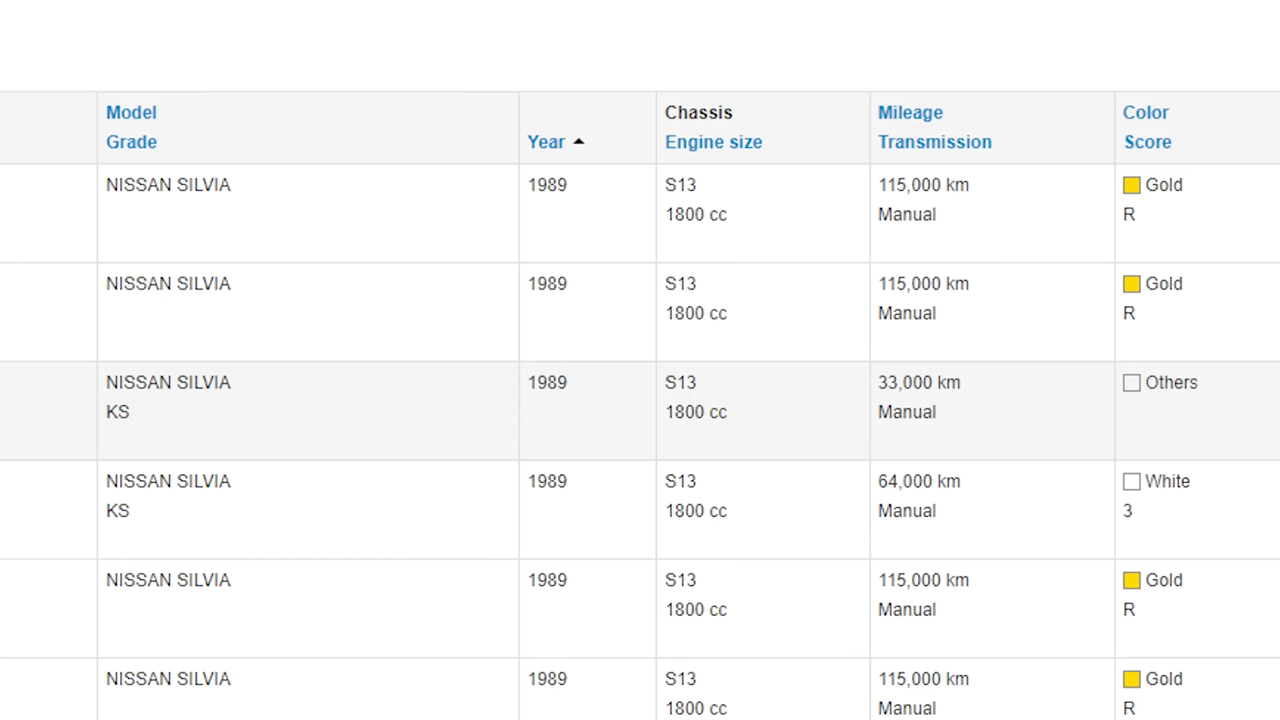 Model Chassis Mileage Color
Grade Year Engine size Transmission Score
NISSAN SILVIA 1989 S13 115,000 km Gold
1800 cc Manual R
NISSAN SILVIA 1989 S13 115,000 km Gold
1800 cc Manual R
NISSAN SILVIA 1989 S13 33,000 km Others
KS 1800 cc Manual
NISSAN SILVIA 1989 S13 64,000 km White
KS 1800 cc Manual 3
NISSAN SILVIA 1989 S13 115,000 km Gold
1800 cc Manual R
NISSAN SILVIA 1989 S13 115,000 km Gold
1800 cc Manual R